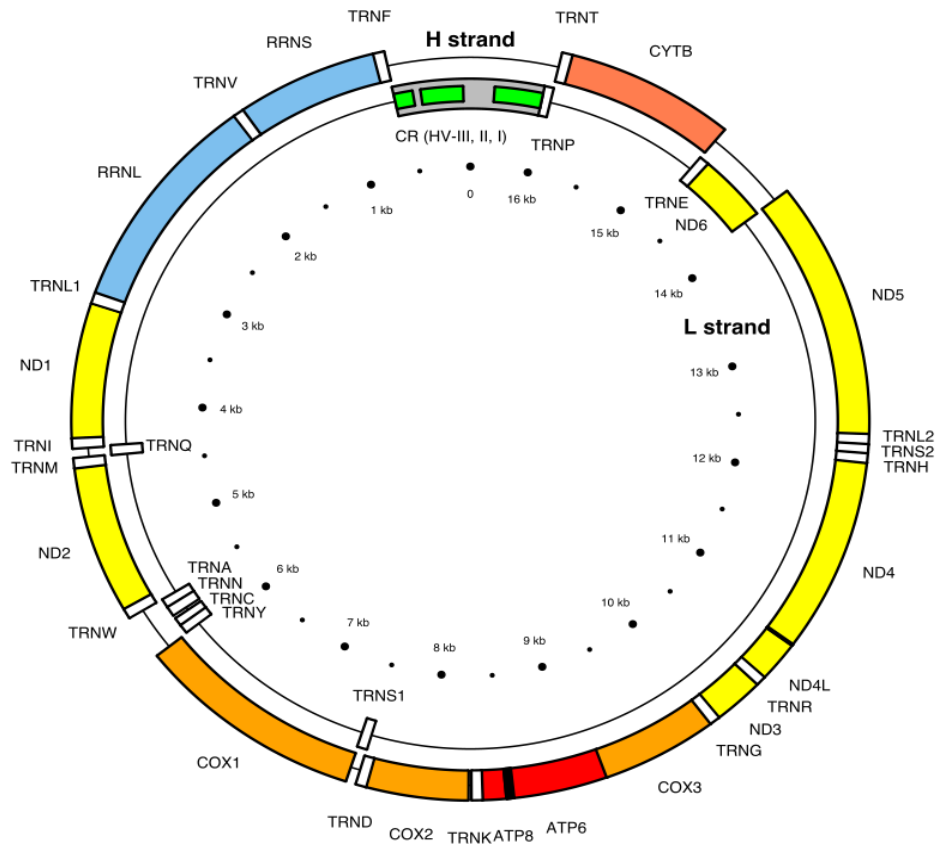 TRNF
TRNT
RRNS
H strand
CYTB
TRNV
CR (HV-III, II, I)
TRNP
RRNL
0
16 kb
1 kb
TRNE
15 kb
ND6
2 kb
TRNL1
14 kb
ND5
3 kb
L strand
ND1
13 kb
4 kb
TRNI
TRNQ
TRNL2
TRNS2
TRNM
12 kb
TRNH
5 kb
11 kb
ND2
TRNA
6 kb
ND4
TRNN
TRNC
TRNY
10 kb
TRNW
7 kb
8 kb
9 kb
ND4L
TRNS1
TRNR
ND3
TRNG
COX1
COX3
TRND
COX2
TRNK
ATP8
ATP6